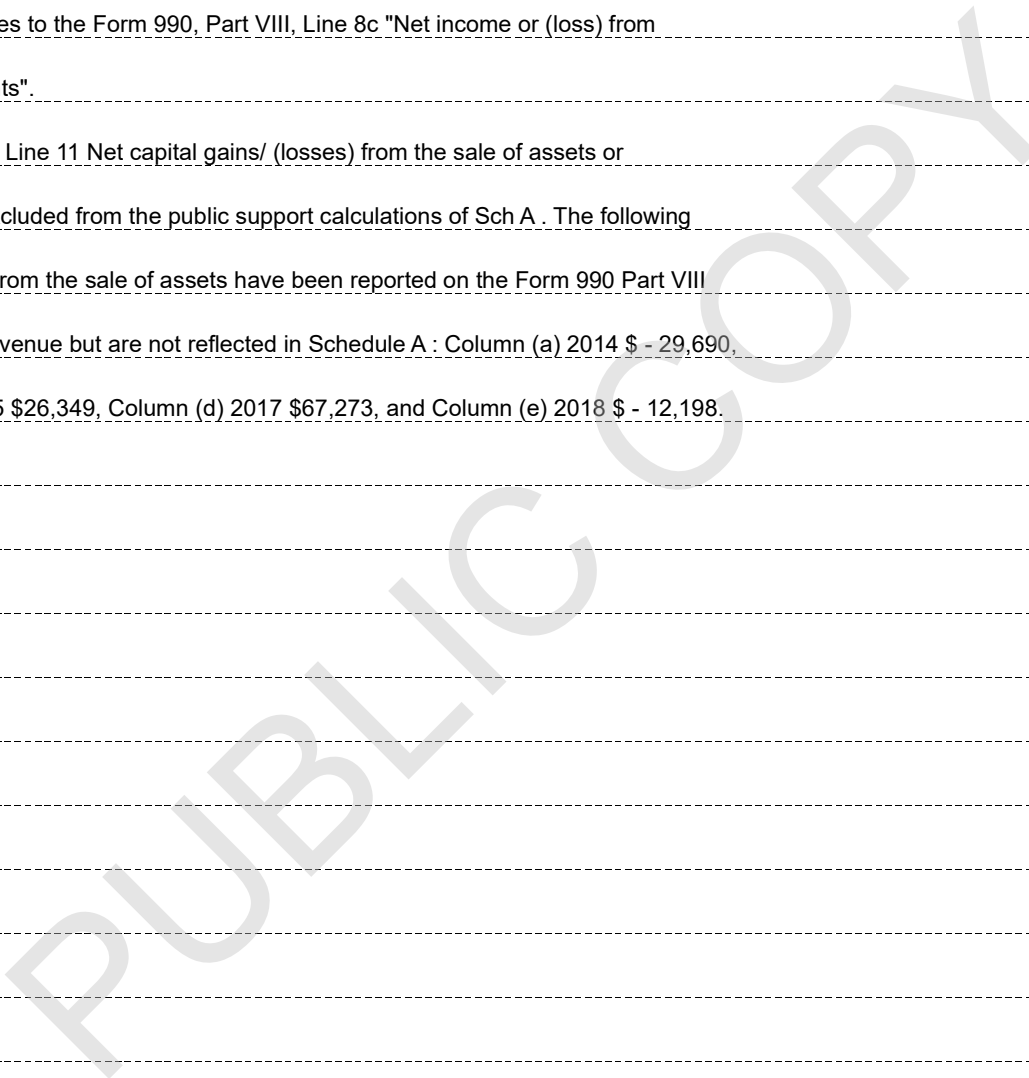 es to the Form 990, Part VIII, Line 8c "Net income or (loss) from
ts".
Line 11 Net capital gains/ (losses) from the sale of assets or
cluded from the public support calculations of Sch A . The following
rom the sale of assets have been reported on the Form 990 Part VIII
venue but are not reflected in Schedule A : Column (a) 2014 $ - 29,690,
$26,349, Column (d) 2017 $67,273, and Column (e) 2018 $ - 12,198.
PUBLIC COPY